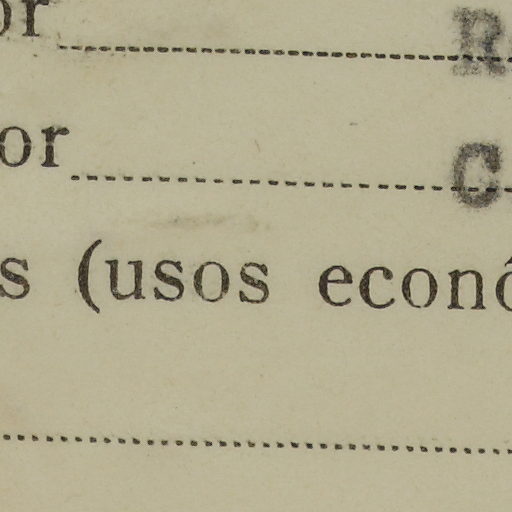 or R
or C
s (usos econó